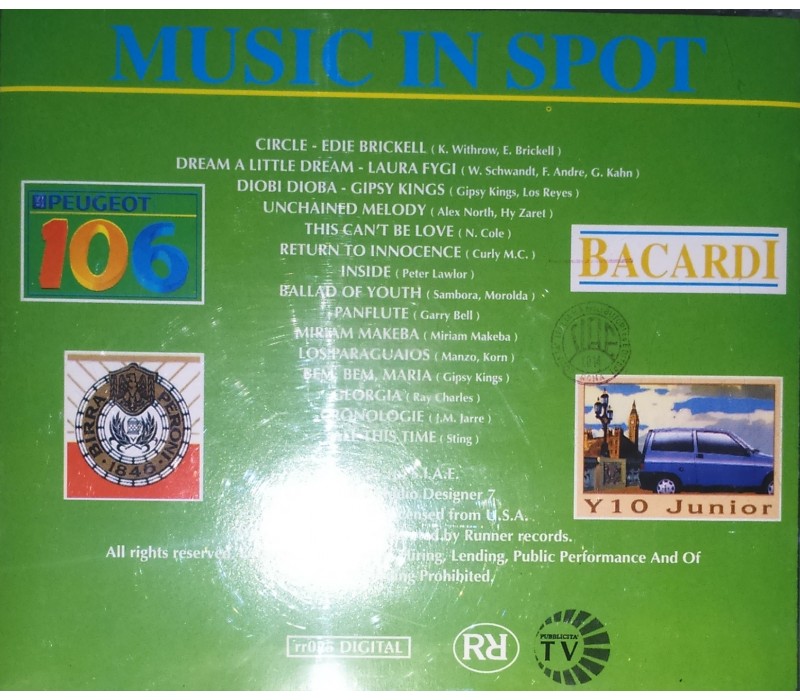 MUSIC IN SPOT
CIRCLE - EDIE BRICKELL ( K. Withrow, E. Brickell )
DREAM A LITTLE DREAM - LAURA FYGI ( W. Schwandt, F. Andre, G. Kahn )
DIOBI DIOBA - GIPSY KINGS ( Gipsy Kings, Los Reyes )
UNCHAINED MELODY ( Alex North, Hy Zaret )
THIS CAN'T BE LOVE ( N. Cole )
RETURN TO INNOCENCE ( Curly M.C. )
INSIDE ( Peter Lawlor )
BALLAD OF YOUTH ( Sambora, Morolda )
PANFLUTE ( Garry Bell )
MIRIAM MAKEBA ( Miriam Makeba )
LOS PARAGUAIOS ( Manzo, Korn )
BEM, BEM, MARIA ( Gipsy Kings )
GEORGIA ( Ray Charles )
CRONOLOGIE ( J.M. Jarre )
THIS TIME ( Sting )
PEUGEOT
106
BACARDI
BIRRA PERONI
1846
Y10 Junior
S.I.A.E.
Designer 7
from U.S.A.
by Runner records.
All rights Hiring, Lending, Public Performance And Of
Prohibited.
DIGITAL
RR
PUBBLICITA'
TV